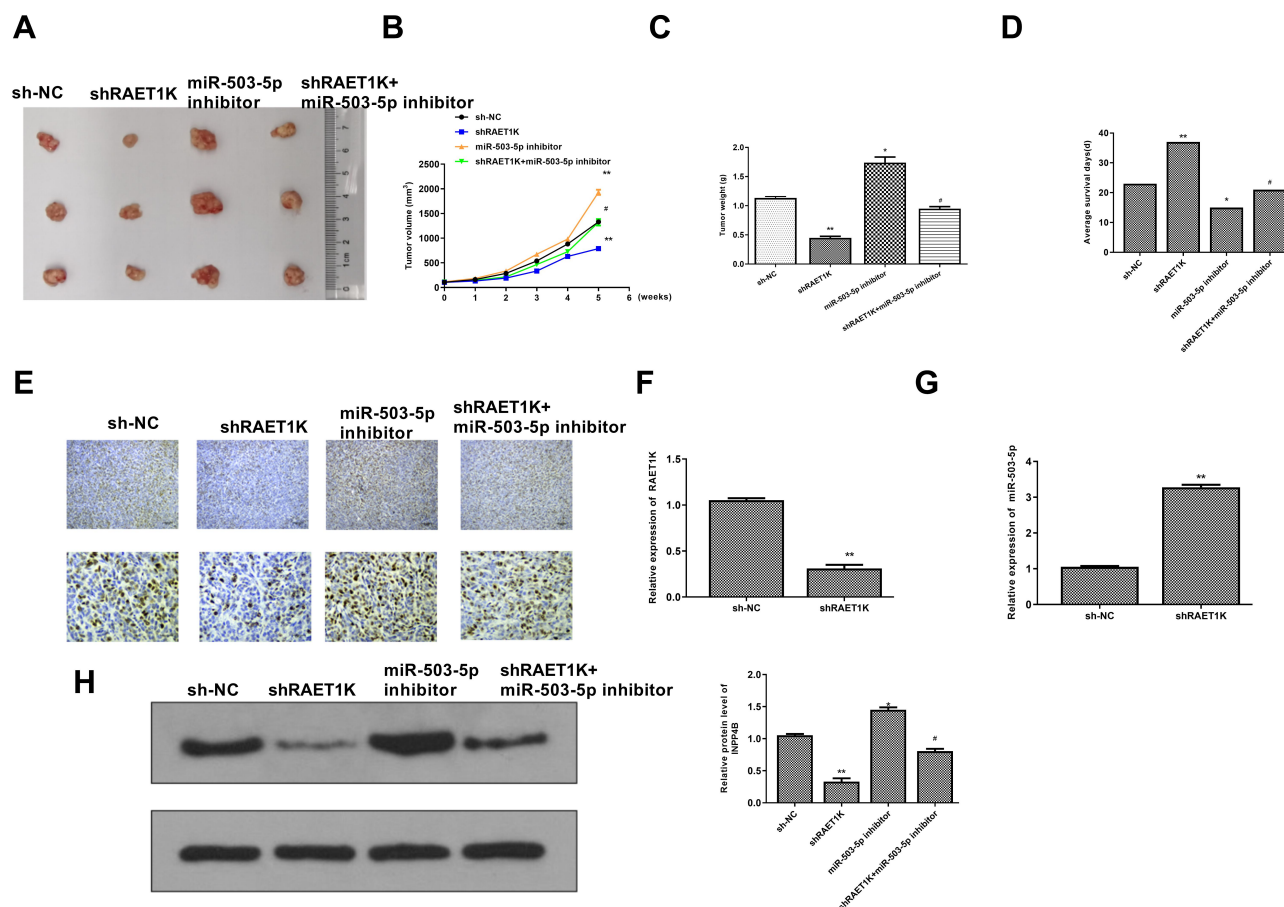 A
B
C
D
sh-NC
shRAET1K
miR-503-5p
inhibitor
shRAET1K+
miR-503-5p inhibitor
7
6
5
4
3
2
1cm
0
sh-NC
shRAET1K
miR-503-5p inhibitor
shRAET1K+miR-503-5p inhibitor
Tumor volume (mm3)
2500
2000
1500
1000
500
0
**
#
**
0 1 2 3 4 5 6 (weeks)
Tumor weight (g)
2.0
1.5
1.0
0.5
0.0
**
*
#
sh-NC
shRAET1K
miR-503-5p inhibitor
shRAET1K+miR-503-5p inhibitor
Average survival days(d)
40
30
20
10
0
**
*
#
sh-NC
shRAET1K
miR-503-5p inhibitor
shRAET1K+miR-503-5p inhibitor
E
F
G
sh-NC
shRAET1K
miR-503-5p
inhibitor
shRAET1K+
miR-503-5p inhibitor
Relative expression of RAET1K
1.5
1.0
0.5
0.0
**
sh-NC
shRAET1K
Relative expression of miR-503-5p
4
3
2
1
0
**
sh-NC
shRAET1K
H
sh-NC
shRAET1K
miR-503-5p
inhibitor
shRAET1K+
miR-503-5p inhibitor
Relative protein level of
INPP4B
2.0
1.5
1.0
0.5
0.0
**
*
#
sh-NC
shRAET1K
miR-503-5p inhibitor
shRAET1K+miR-503-5p inhibitor